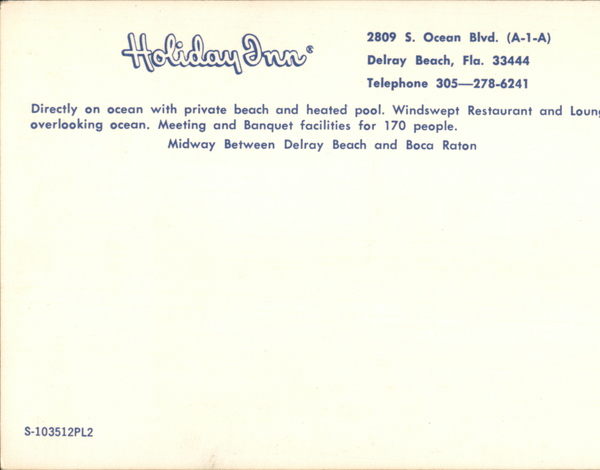 Holiday Inn®
2809 S. Ocean Blvd. (A-1-A)
Delray Beach, Fla. 33444
Telephone 305—278-6241
Directly on ocean with private beach and heated pool. Windswept Restaurant and
overlooking ocean. Meeting and Banquet facilities for 170 people.
Midway Between Delray Beach and Boca Raton
S-103512PL2